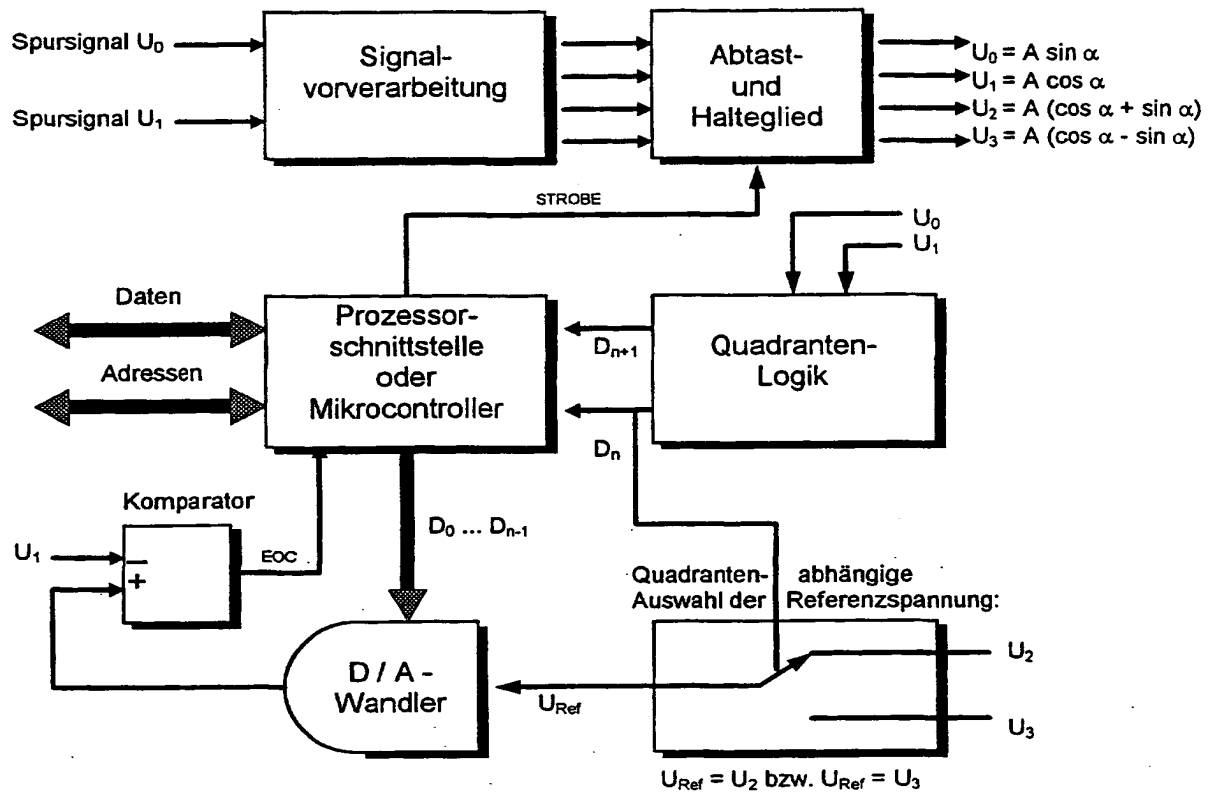 Spursignal U₀
Spursignal U₁
Signal-
vorverarbeitung
Abtast-
und
Halteglied
U₀ = A sin α
U₁ = A cos α
U₂ = A (cos α + sin α)
U₃ = A (cos α - sin α)
STROBE
U₀
U₁
Daten
Adressen
Prozessor-
schnittstelle
oder
Mikrocontroller
Dₙ₊₁
Dₙ
Quadranten-
Logik
Komparator
U₁
−
+
EOC
D₀ ... Dₙ₋₁
Quadranten- abhängige
Auswahl der Referenzspannung:
D / A -
Wandler
U_Ref
U₂
U₃
U_Ref = U₂ bzw. U_Ref = U₃